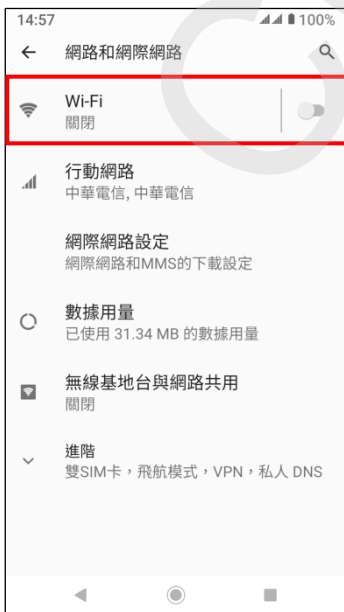 14:57 100%
網路和網際網路
Wi-Fi
關閉
行動網路
中華電信, 中華電信
網際網路設定
網際網路和MMS的下載設定
數據用量
已使用 31.34 MB 的數據用量
無線基地台與網路共用
關閉
進階
雙SIM卡，飛航模式，VPN，私人 DNS